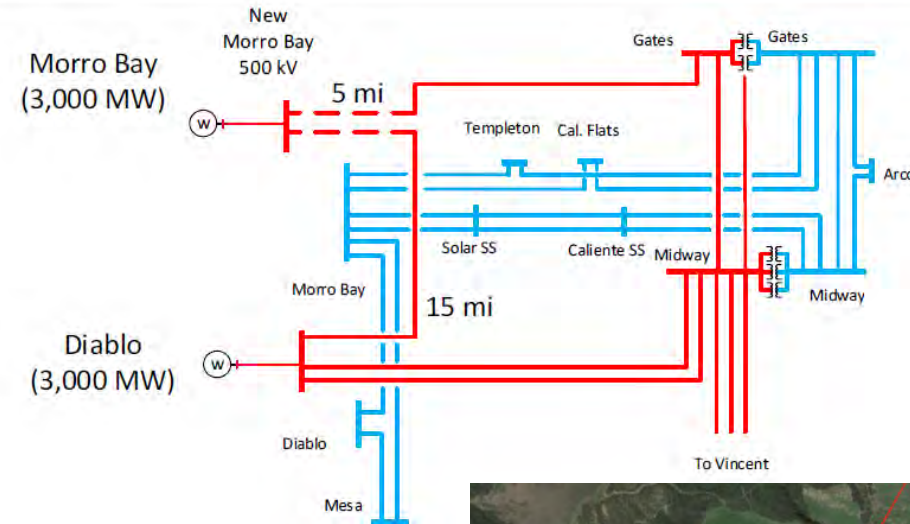 New
Morro Bay
500 kV
Morro Bay
(3,000 MW)
W
5 mi
Gates
Gates
Templeton
Cal. Flats
Arco
Solar SS
Caliente SS
Midway
Morro Bay
Midway
15 mi
Diablo
(3,000 MW)
W
Diablo
To Vincent
Mesa